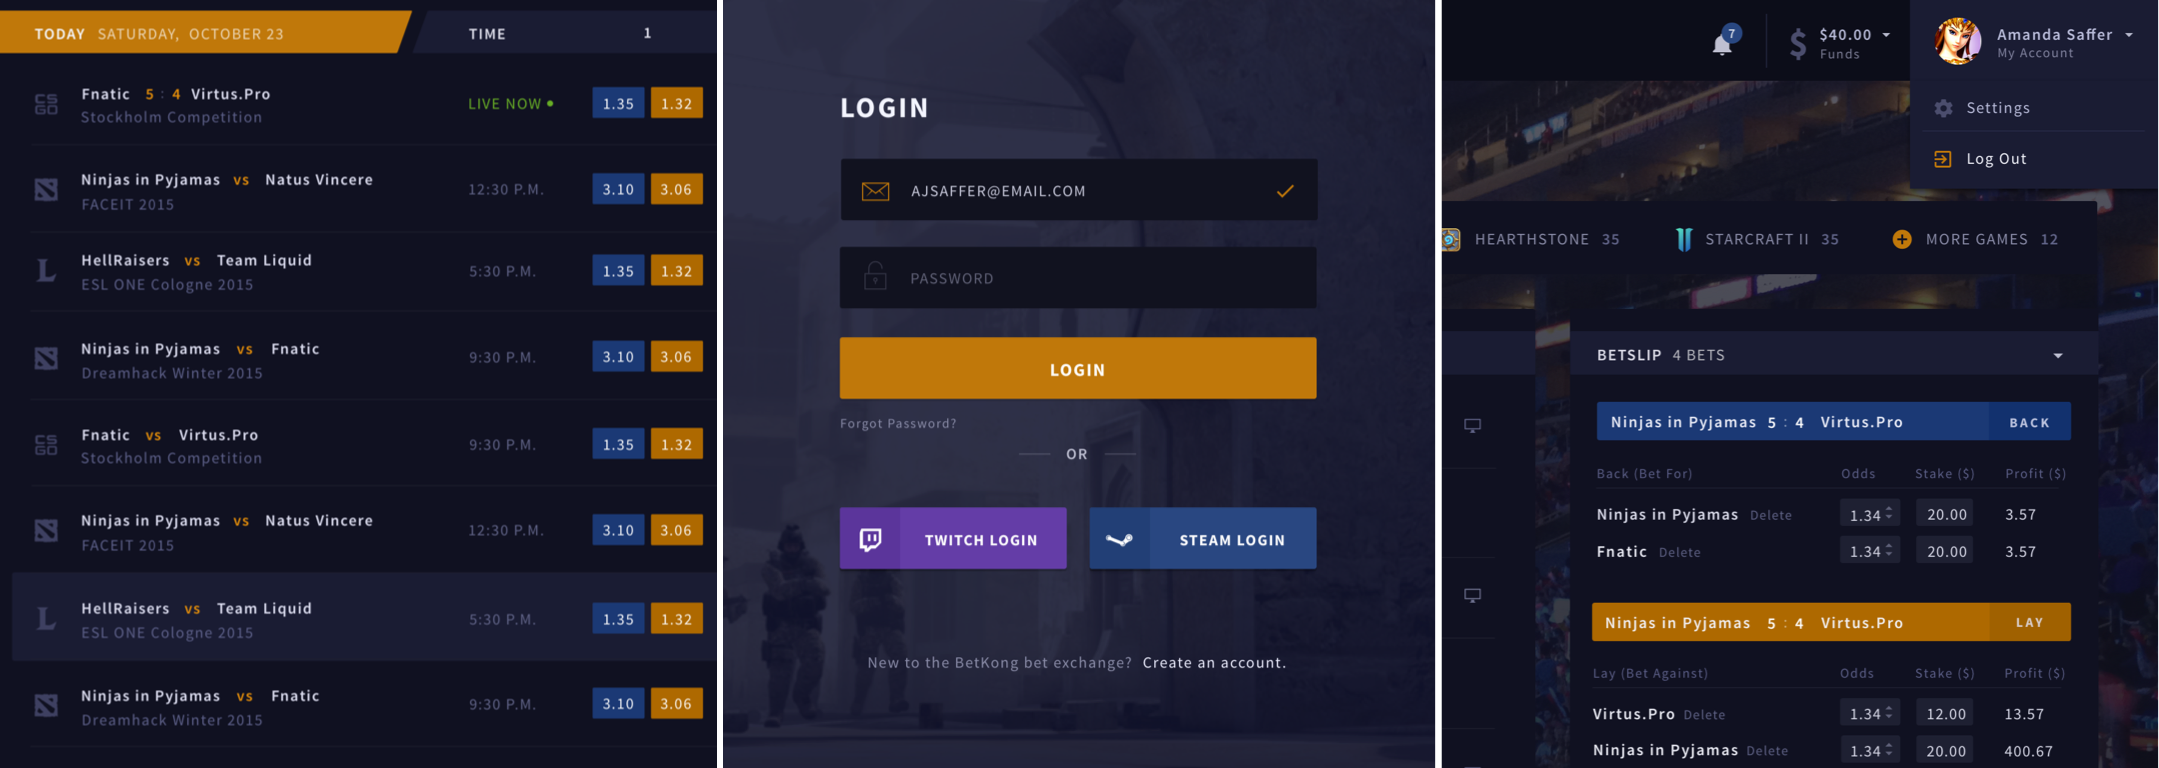 TODAY SATURDAY, OCTOBER 23 TIME 1
Fnatic 5 : 4 Virtus.Pro
Stockholm Competition
LIVE NOW 1.35 1.32
CS
GO
Ninjas in Pyjamas vs Natus Vincere
FACEIT 2015
12:30 P.M. 3.10 3.06
HellRaisers vs Team Liquid
ESL ONE Cologne 2015
5:30 P.M. 1.35 1.32
Ninjas in Pyjamas vs Fnatic
Dreamhack Winter 2015
9:30 P.M. 3.10 3.06
Fnatic vs Virtus.Pro
Stockholm Competition
9:30 P.M. 1.35 1.32
CS
GO
Ninjas in Pyjamas vs Natus Vincere
FACEIT 2015
12:30 P.M. 3.10 3.06
HellRaisers vs Team Liquid
ESL ONE Cologne 2015
5:30 P.M. 1.35 1.32
Ninjas in Pyjamas vs Fnatic
Dreamhack Winter 2015
9:30 P.M. 3.10 3.06
LOGIN
AJSAFFER@EMAIL.COM
PASSWORD
LOGIN
Forgot Password?
OR
TWITCH LOGIN STEAM LOGIN
New to the BetKong bet exchange? Create an account.
7
$ $40.00
Funds
Amanda Saffer
My Account
Settings
Log Out
HEARTHSTONE 35 STARCRAFT II 35 MORE GAMES 12
BETSLIP 4 BETS
Ninjas in Pyjamas 5 : 4 Virtus.Pro BACK
Back (Bet For) Odds Stake ($) Profit ($)
Ninjas in Pyjamas Delete 1.34 20.00 3.57
Fnatic Delete 1.34 20.00 3.57
Ninjas in Pyjamas 5 : 4 Virtus.Pro LAY
Lay (Bet Against) Odds Stake ($) Profit ($)
Virtus.Pro Delete 1.34 12.00 13.57
Ninjas in Pyjamas Delete 1.34 20.00 400.67